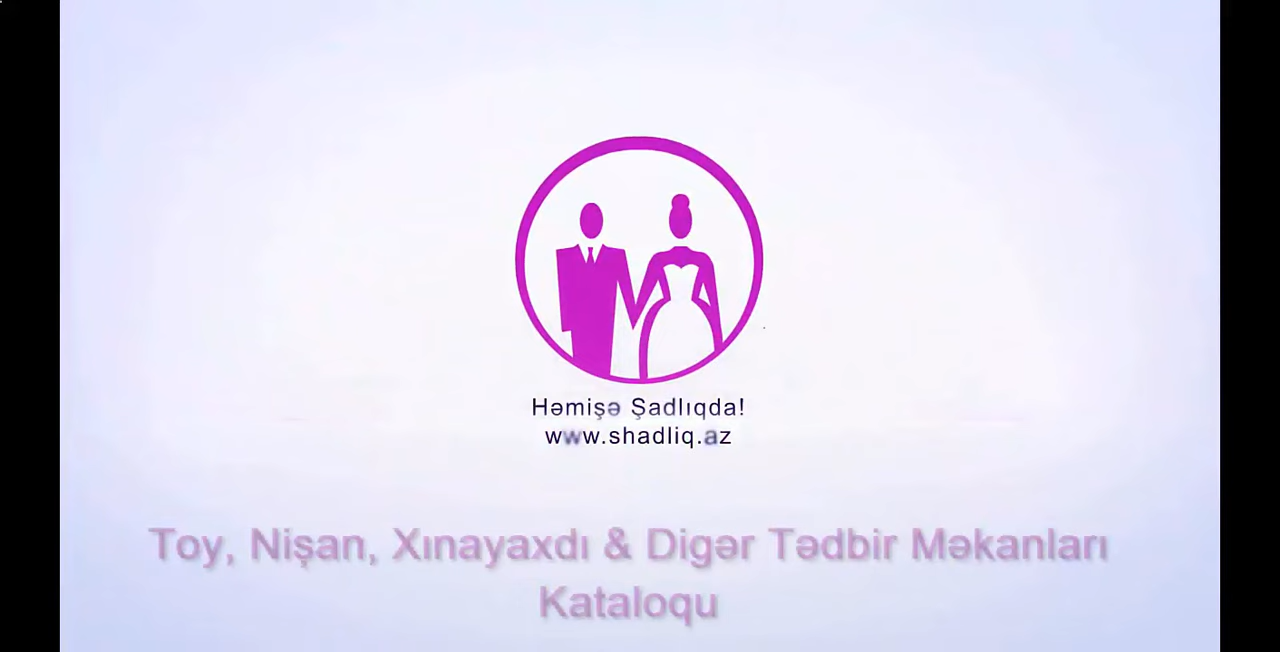 Həmişə Şadlıqda!
www.shadliq.az
Toy, Nişan, Xınayaxdı & Digər Tədbir Məkanları
Kataloqu